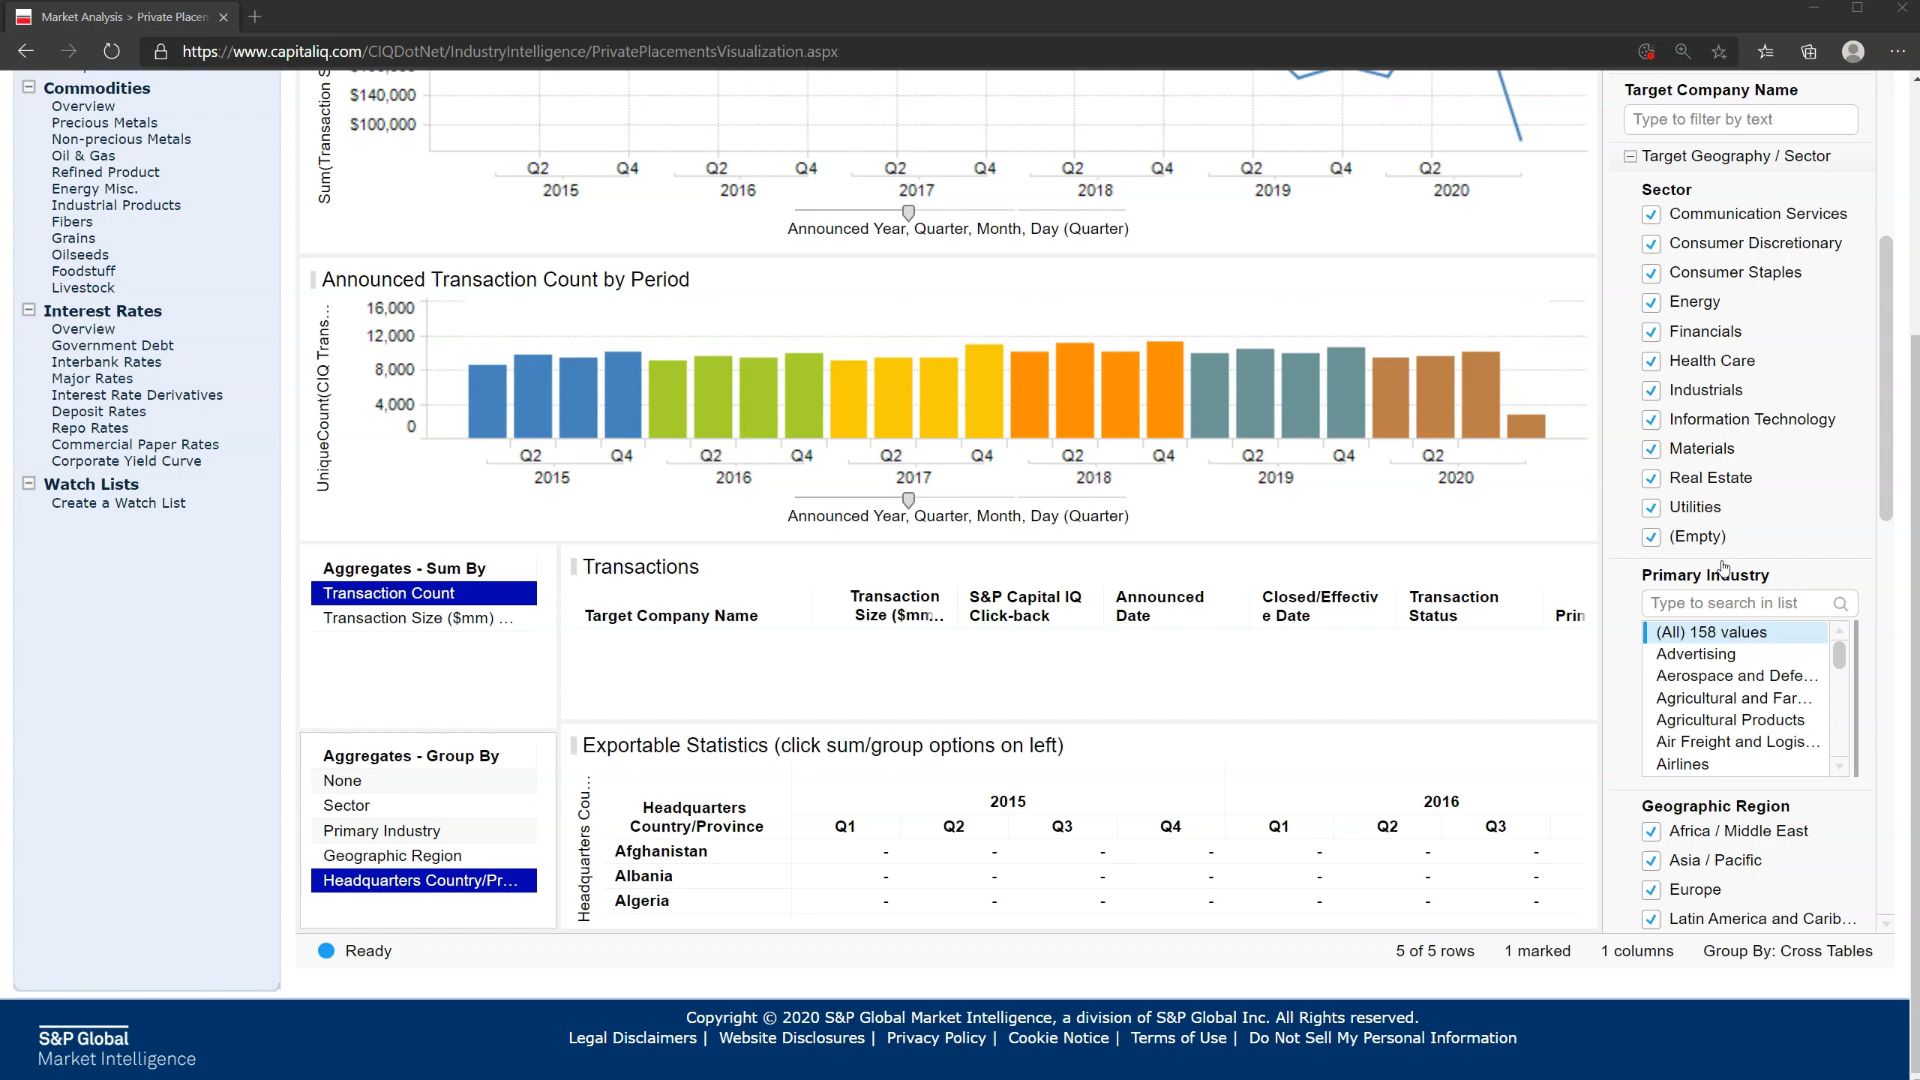 Market Analysis > Private Placen
https://www.capitaliq.com/CIQDotNet/IndustryIntelligence/PrivatePlacementsVisualization.aspx
Commodities
Overview
Precious Metals
Non-precious Metals
Oil & Gas
Refined Product
Energy Misc.
Industrial Products
Fibers
Grains
Oilseeds
Foodstuff
Livestock
Interest Rates
Overview
Government Debt
Interbank Rates
Major Rates
Interest Rate Derivatives
Deposit Rates
Repo Rates
Commercial Paper Rates
Corporate Yield Curve
Watch Lists
Create a Watch List
Sum(Transaction S
$140,000
$100,000
Q2 Q4 Q2 Q4 Q2 Q4 Q2 Q4 Q2 Q4 Q2
2015 2016 2017 2018 2019 2020
Announced Year, Quarter, Month, Day (Quarter)
Announced Transaction Count by Period
UniqueCount(CIQ Trans...
16,000
12,000
8,000
4,000
0
Q2 Q4 Q2 Q4 Q2 Q4 Q2 Q4 Q2 Q4 Q2
2015 2016 2017 2018 2019 2020
Announced Year, Quarter, Month, Day (Quarter)
Aggregates - Sum By
Transaction Count
Transaction Size ($mm) ...
Aggregates - Group By
None
Sector
Primary Industry
Geographic Region
Headquarters Country/Pr...
Transactions
Target Company Name
Transaction Size ($mm...
S&P Capital IQ Click-back
Announced Date
Closed/Effectiv e Date
Transaction Status
Prin
Exportable Statistics (click sum/group options on left)
Headquarters Cou...
Headquarters Country/Province
2015 2016
Q1 Q2 Q3 Q4 Q1 Q2 Q3
Afghanistan - - - - - - -
Albania - - - - - - -
Algeria - - - - - - -
Target Company Name
Type to filter by text
Target Geography / Sector
Sector
Communication Services
Consumer Discretionary
Consumer Staples
Energy
Financials
Health Care
Industrials
Information Technology
Materials
Real Estate
Utilities
(Empty)
Primary Industry
Type to search in list
(All) 158 values
Advertising
Aerospace and Defe...
Agricultural and Far...
Agricultural Products
Air Freight and Logis...
Airlines
Geographic Region
Africa / Middle East
Asia / Pacific
Europe
Latin America and Carib...
Ready
5 of 5 rows 1 marked 1 columns Group By: Cross Tables
S&P Global
Market Intelligence
Copyright © 2020 S&P Global Market Intelligence, a division of S&P Global Inc. All Rights reserved.
Legal Disclaimers | Website Disclosures | Privacy Policy | Cookie Notice | Terms of Use | Do Not Sell My Personal Information